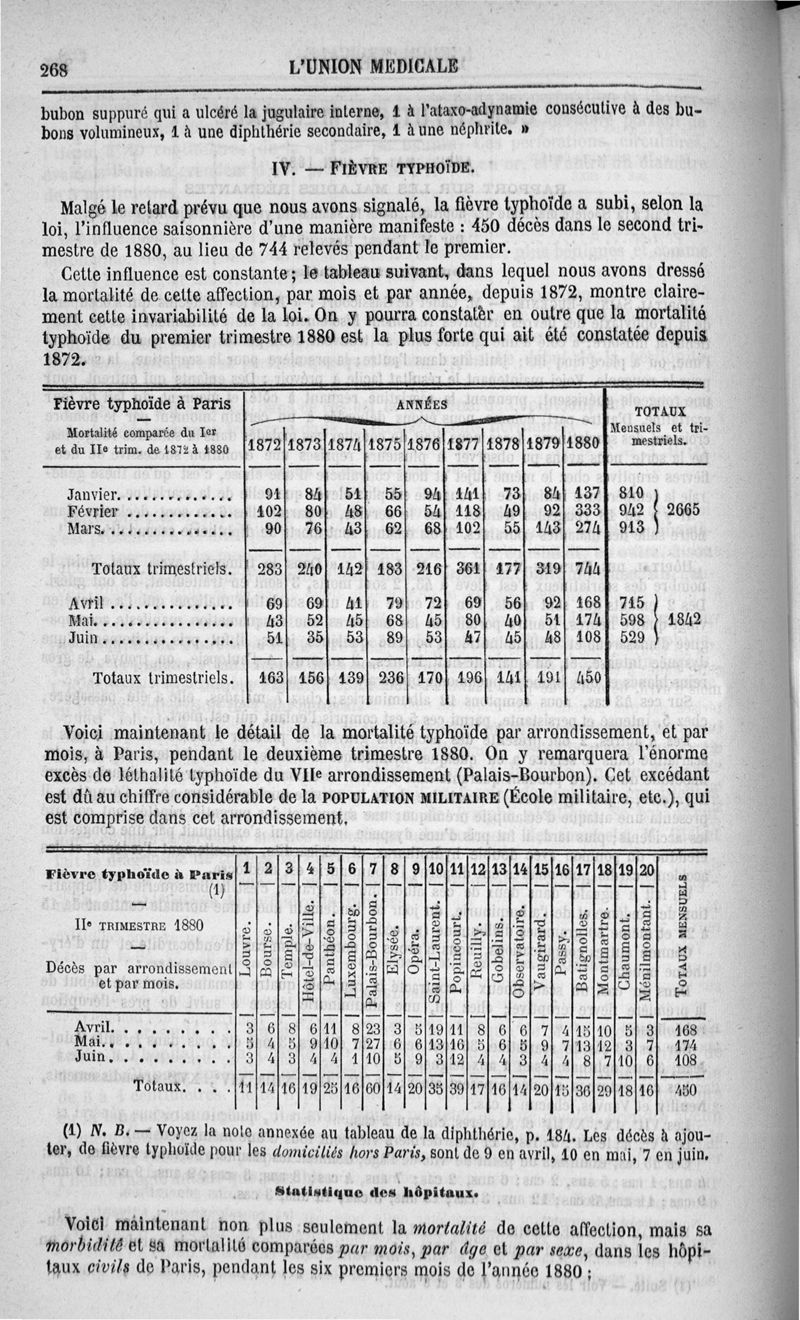 268
L'UNION MEDICALE
bubon suppuré qui a ulcéré la jugulaire interne, 1 à l'ataxo-adynamie consécutive à des bu-
bons volumineux, 1 à une diphthérie secondaire, 1 à une néphrite. »
IV. — FIÈVRE TYPHOÏDE.
Malgé le retard prévu que nous avons signalé, la fièvre typhoïde a subi, selon la
loi, l'influence saisonnière d'une manière manifeste : 450 décès dans le second tri-
mestre de 1880, au lieu de 744 relevés pendant le premier.
Cette influence est constante ; le tableau suivant, dans lequel nous avons dressé
la mortalité de cette affection, par mois et par année, depuis 1872, montre claire-
ment cette invariabilité de la loi. On y pourra constater en outre que la mortalité
typhoïde du premier trimestre 1880 est la plus forte qui ait été constatée depuis
1872.
Fièvre typhoïde à Paris
Mortalité comparée du Ier
et du IIe trim. de 1872 à 1880
ANNÉES
TOTAUX
Mensuels et tri-
mestriels.
1872 1873 1874 1875 1876 1877 1878 1879 1880
Janvier. . . . . . . . . . . . . . 91 84 51 55 94 141 73 84 137 810
Février . . . . . . . . . . . . . 102 80 48 66 54 118 49 92 333 942 } 2665
Mars. . . . . . . . . . . . . . . . 90 76 43 62 68 102 55 143 274 913
Totaux trimestriels. 283 240 142 183 216 361 177 319 744
Avril . . . . . . . . . . . . . . . 69 69 41 79 72 69 56 92 168 715
Mai. . . . . . . . . . . . . . . . . 43 52 45 68 45 80 40 51 174 598 } 1842
Juin . . . . . . . . . . . . . . . . 51 35 53 89 53 47 45 48 108 529
Totaux trimestriels. 163 156 139 236 170 196 141 191 450
Voici maintenant le détail de la mortalité typhoïde par arrondissement, et par
mois, à Paris, pendant le deuxième trimestre 1880. On y remarquera l'énorme
excès de léthalité typhoïde du VIIe arrondissement (Palais-Bourbon). Cet excédant
est dû au chiffre considérable de la POPULATION MILITAIRE (École militaire, etc.), qui
est comprise dans cet arrondissement.
Fièvre typhoïde à Paris
(1)
IIe TRIMESTRE 1880
Décès par arrondissement
et par mois.
1 2 3 4 5 6 7 8 9 10 11 12 13 14 15 16 17 18 19 20
Louvre.
Bourse.
Temple.
Hôtel-de-Ville.
Panthéon.
Luxembourg.
Palais-Bourbon.
Elysée.
Opéra.
Saint-Laurent.
Popincourt.
Reuilly.
Gobelins.
Observatoire.
Vaugirard.
Passy.
Batignolles.
Montmartre.
Chaumont.
Ménilmontant.
TOTAUX MENSUELS
Avril. . . . . . . . . 3 6 8 6 11 8 23 3 5 19 11 8 6 6 7 4 15 10 5 3 168
Mai. . . . . . . . . . 5 4 5 9 10 7 27 6 6 13 16 5 6 5 9 7 13 12 3 7 174
Juin. . . . . . . . . . 3 4 3 4 4 1 10 5 9 3 12 4 4 3 4 4 8 7 10 6 108
Totaux. . . . 11 14 16 19 25 16 60 14 20 35 39 17 16 14 20 15 36 29 18 16 450
(1) N. B. — Voyez la note annexée au tableau de la diphthérie, p. 184. Les décès à ajou-
ter, de fièvre typhoïde pour les domiciliés hors Paris, sont de 9 en avril, 10 en mai, 7 en juin.
Statistique des hôpitaux.
Voici maintenant non plus seulement la mortalité de cette affection, mais sa
morbidité et sa mortalité comparées par mois, par âge et par sexe, dans les hôpi-
taux civils de Paris, pendant les six premiers mois de l'année 1880 :